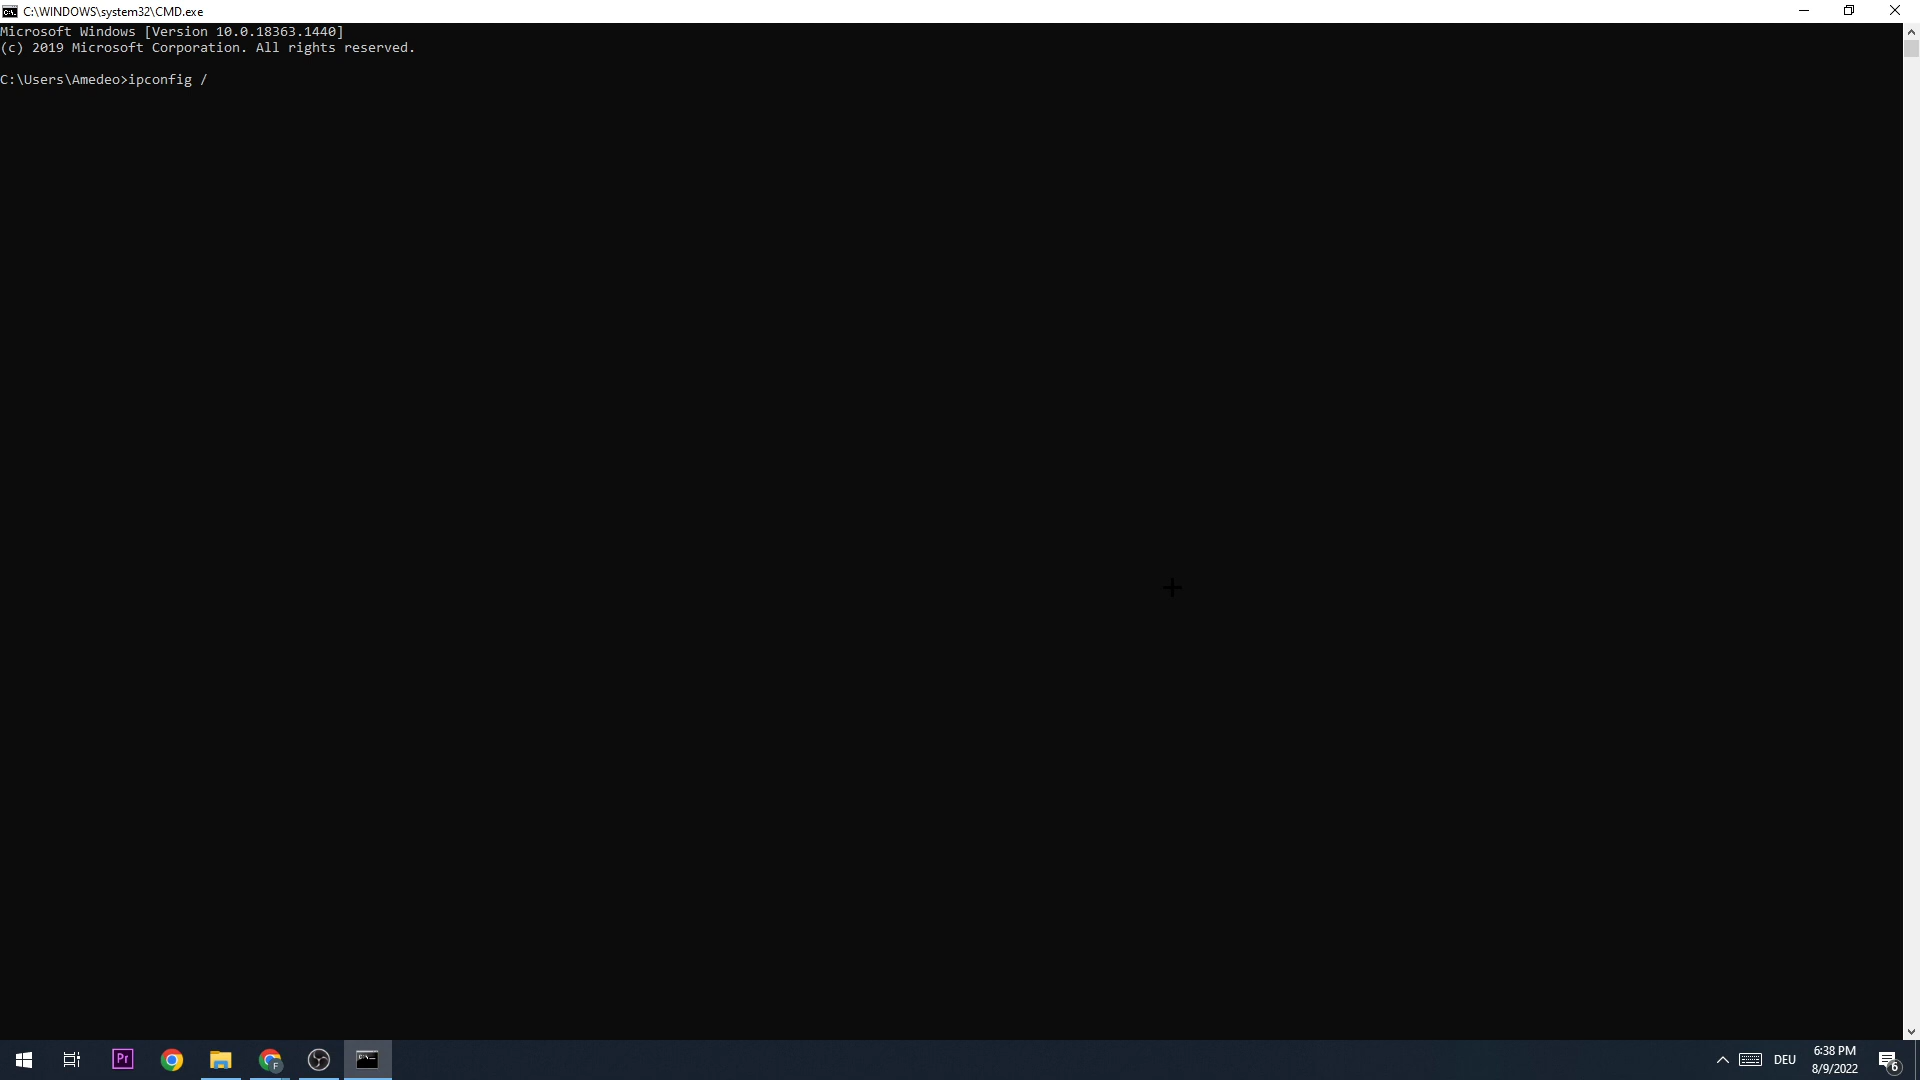 C:\WINDOWS\system32\CMD.exe
Microsoft Windows [Version 10.0.18363.1440]
(c) 2019 Microsoft Corporation. All rights reserved.
C:\Users\Amedeo>ipconfig /
Pr
F
C:\_
DEU
6:38 PM
8/9/2022
6